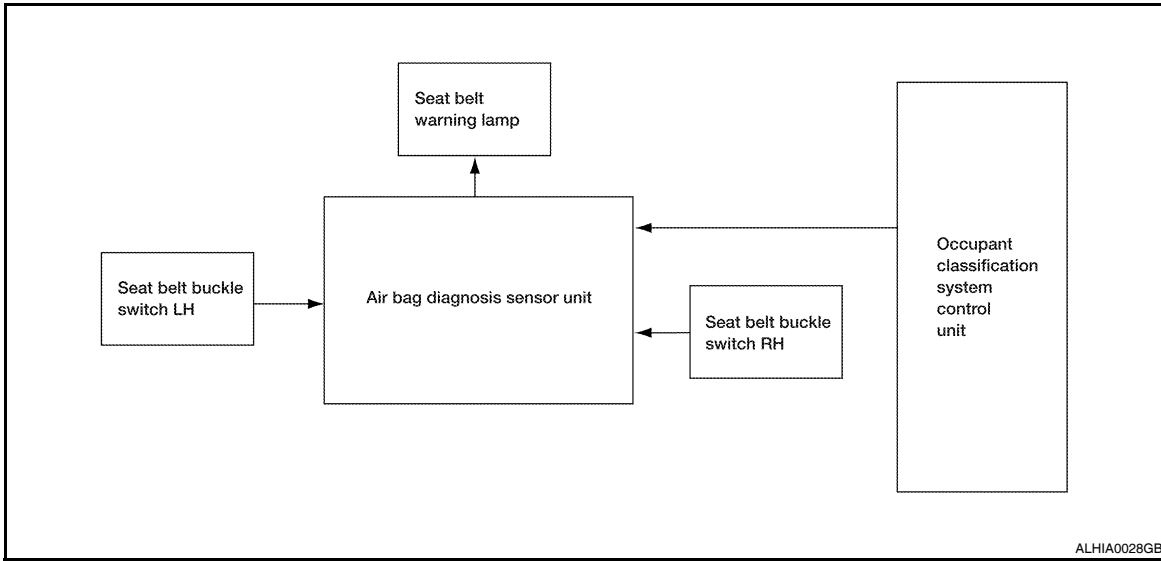 Seat belt
warning lamp
Seat belt buckle
switch LH
Air bag diagnosis sensor unit
Seat belt buckle
switch RH
Occupant
classification
system
control
unit
ALHIA0028GB